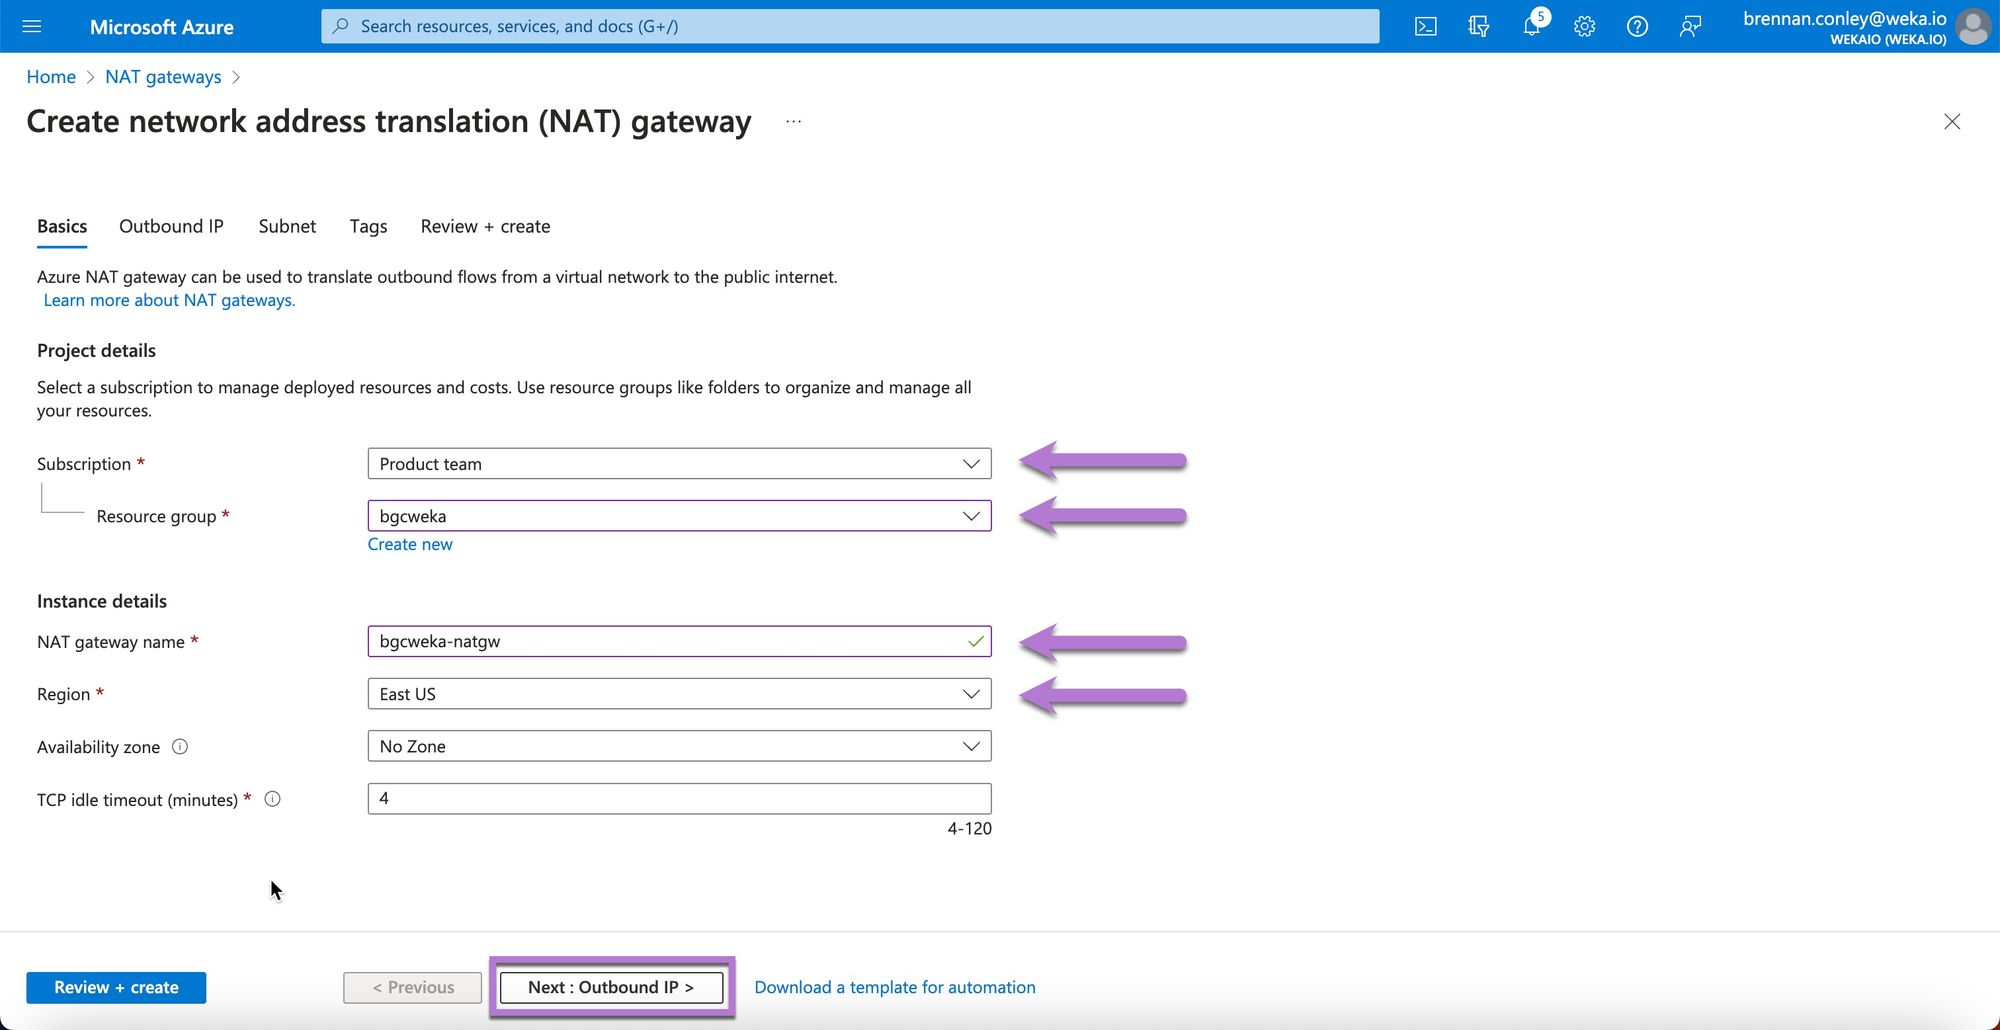 Microsoft Azure
Search resources, services, and docs (G+/)
5
brennan.conley@weka.io
WEKAIO (WEKA.IO)
Home > NAT gateways >
Create network address translation (NAT) gateway ...
Basics Outbound IP Subnet Tags Review + create
Azure NAT gateway can be used to translate outbound flows from a virtual network to the public internet.
Learn more about NAT gateways.
Project details
Select a subscription to manage deployed resources and costs. Use resource groups like folders to organize and manage all
your resources.
Subscription * Product team
Resource group * bgcweka
Create new
Instance details
NAT gateway name * bgcweka-natgw
Region * East US
Availability zone No Zone
TCP idle timeout (minutes) * 4
4-120
Review + create < Previous Next : Outbound IP > Download a template for automation